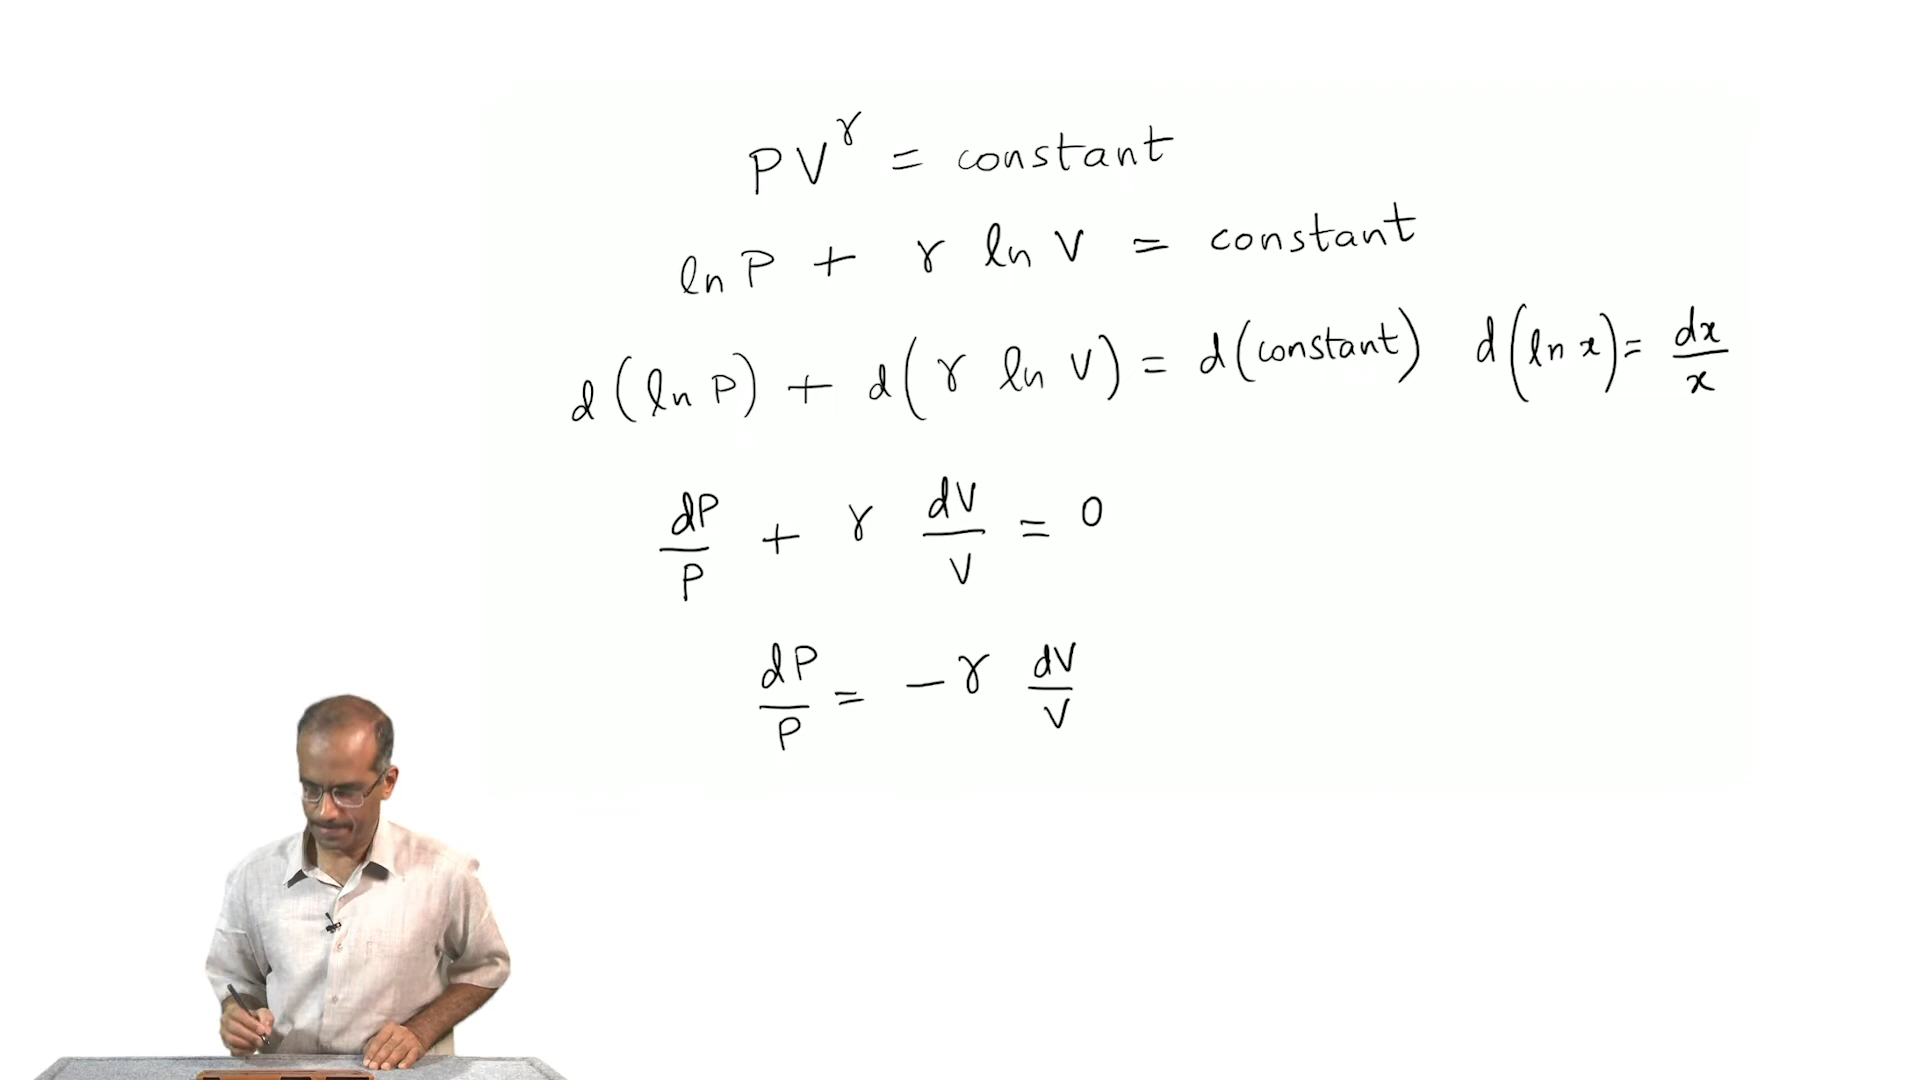 PV^γ = constant
ln P + γ ln V = constant
d(ln P) + d(γ ln V) = d(constant) d(ln x) = dx/x
dP/P + γ dV/V = 0
dP/P = -γ dV/V